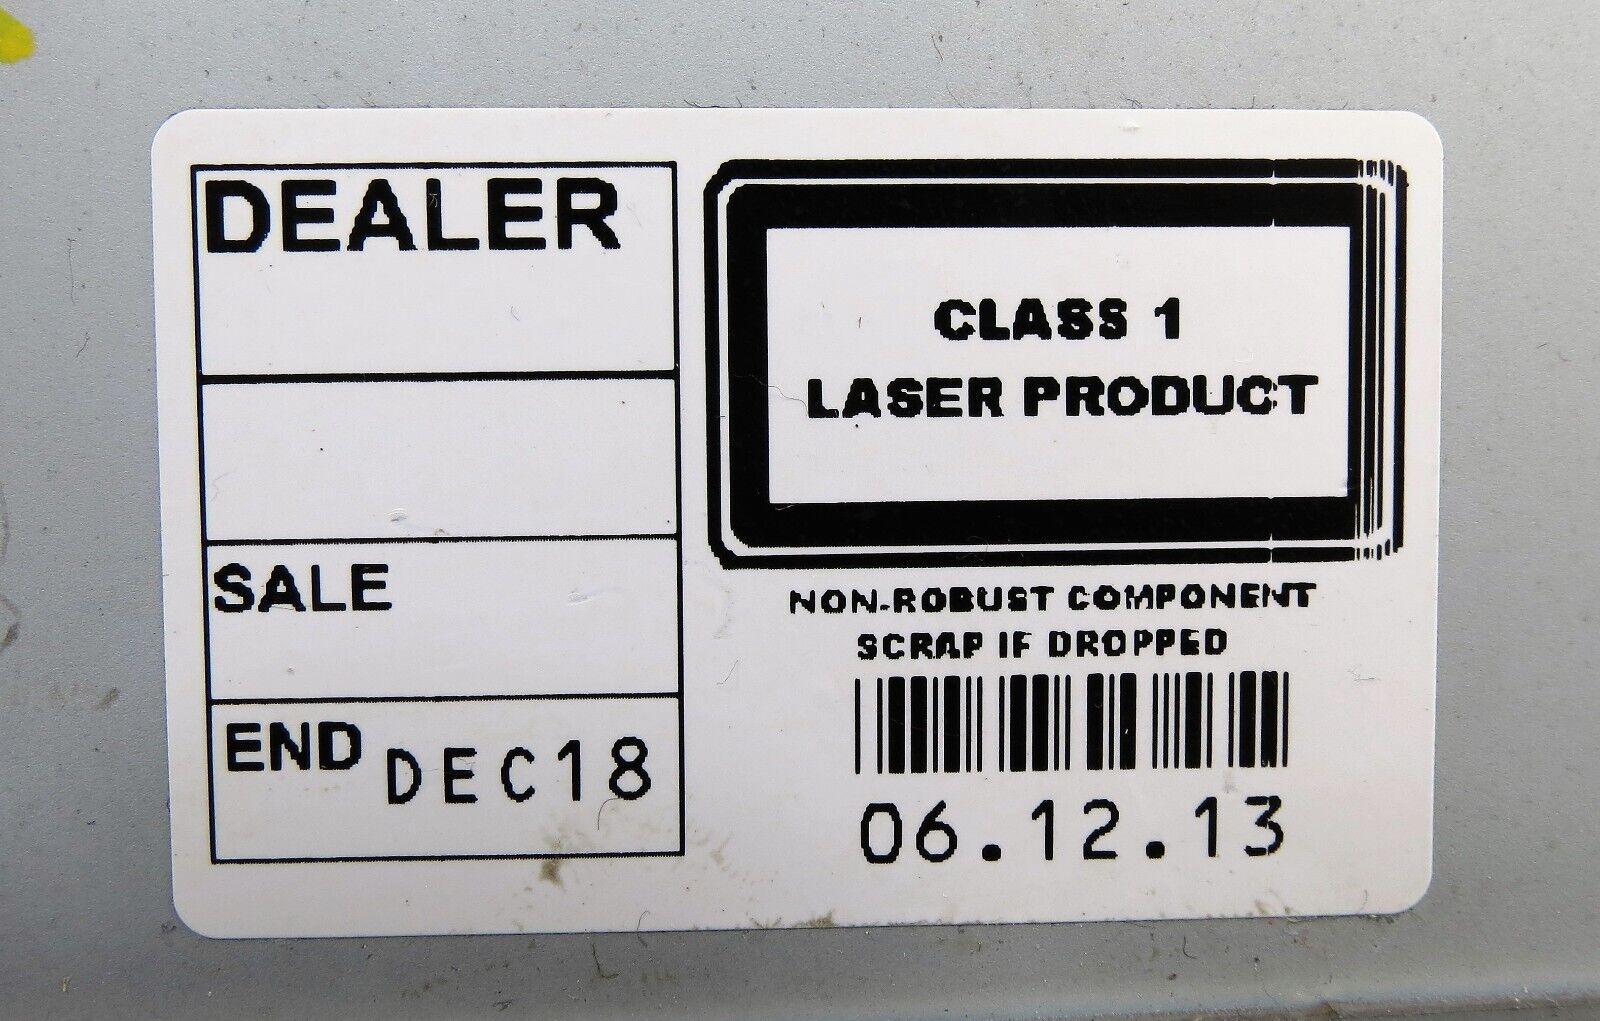 DEALER
SALE
END DEC18
CLASS 1
LASER PRODUCT
NON-ROBUST COMPONENT
SCRAP IF DROPPED
06.12.13